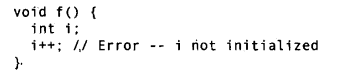 void f() {
  int i;
  i++; // Error -- i not initialized
}